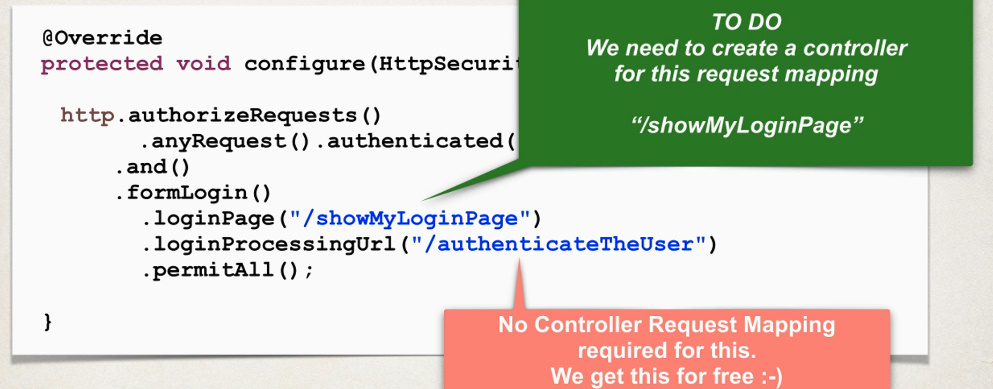 @Override
protected void configure(HttpSecurit
http.authorizeRequests()
.anyRequest().authenticated(
.and()
.formLogin()
.loginPage("/showMyLoginPage")
.loginProcessingUrl("/authenticateTheUser")
.permitAll();
}
TO DO
We need to create a controller
for this request mapping
“/showMyLoginPage”
No Controller Request Mapping
required for this.
We get this for free :-)